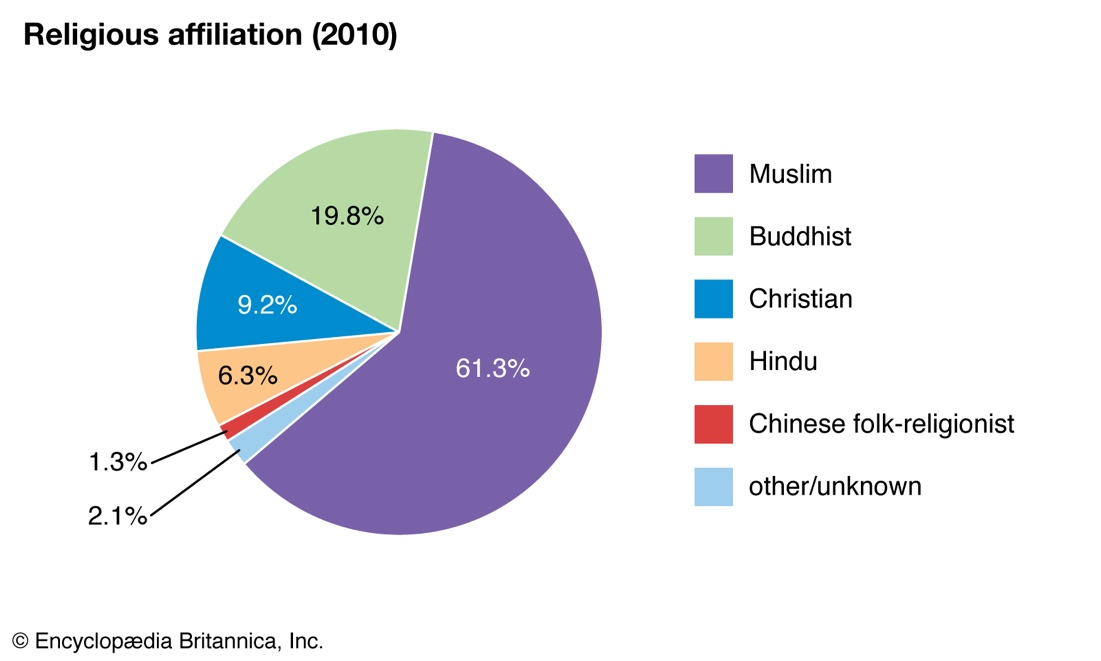 Religious affiliation (2010)
19.8%
9.2%
6.3%
61.3%
1.3%
2.1%
Muslim
Buddhist
Christian
Hindu
Chinese folk-religionist
other/unknown
© Encyclopædia Britannica, Inc.